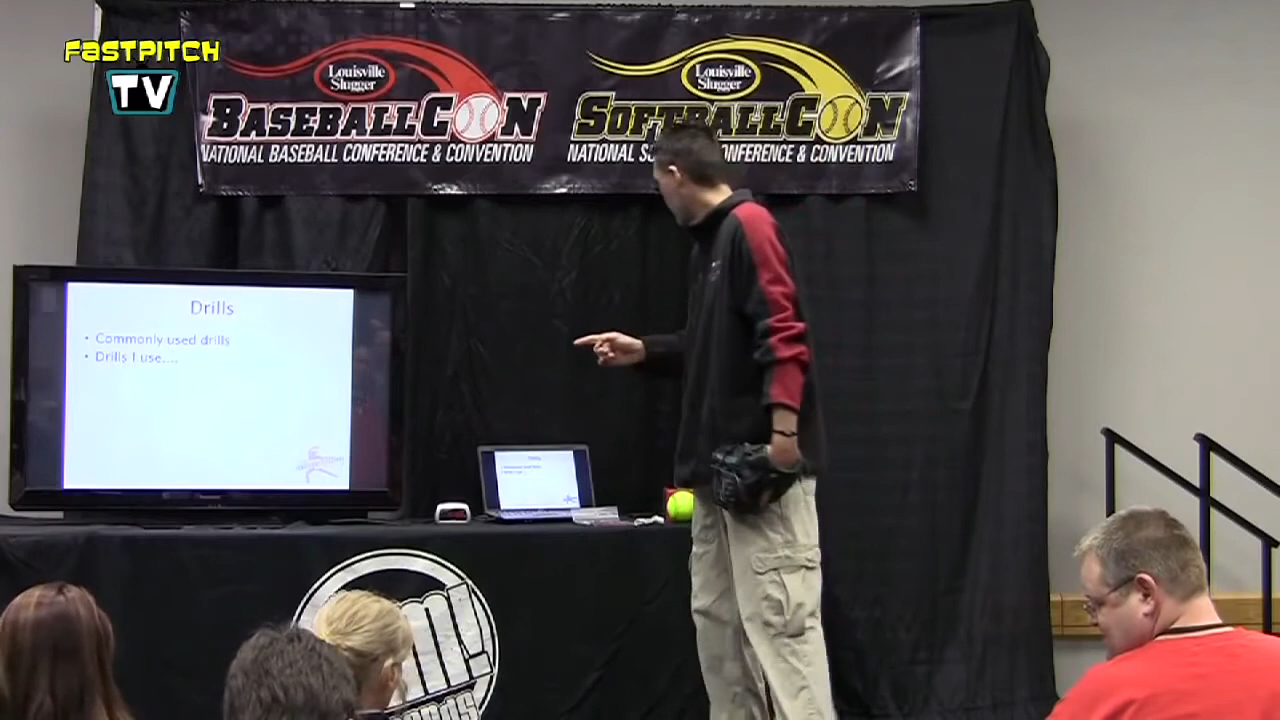 FASTPITCH
TV
Louisville
Slugger
BASEBALLCON
NATIONAL BASEBALL CONFERENCE & CONVENTION
Louisville
Slugger
SOFTBALLCON
NATIONAL CONFERENCE & CONVENTION
Drills
• Commonly used drills
• Drills I use....